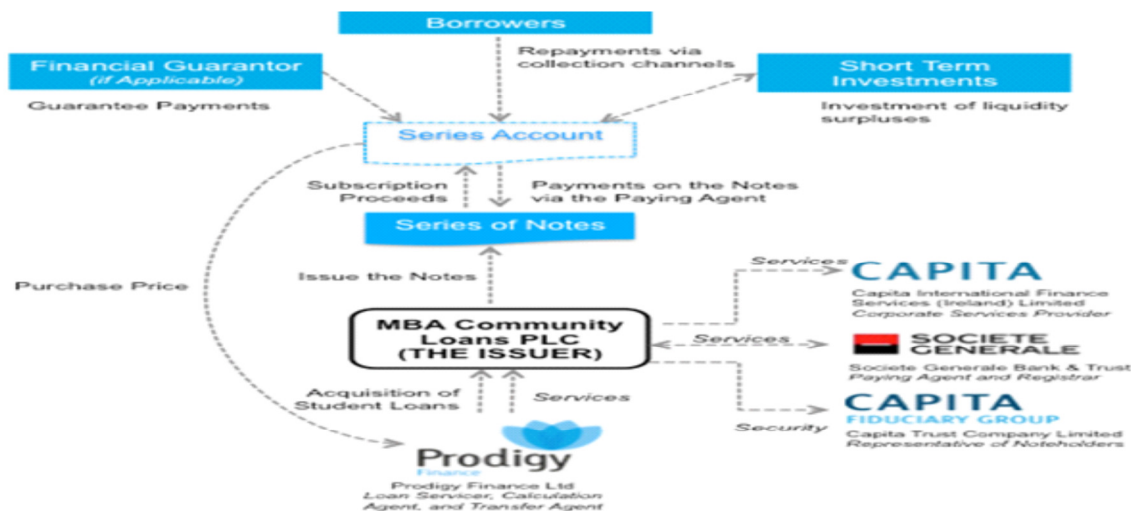 Borrowers
Financial Guarantor
(if Applicable)
Repayments via
collection channels
Short Term
Investments
Guarantee Payments
Investment of liquidity
surpluses
Series Account
Subscription
Proceeds
Payments on the Notes
via the Paying Agent
Series of Notes
Purchase Price
Issue the Notes
Services
CAPITA
Capita International Finance
Services (Ireland) Limited
Corporate Services Provider
MBA Community
Loans PLC
(THE ISSUER)
Services
SOCIETE
GENERALE
Societe Generale Bank & Trust
Paying Agent and Registrar
Acquisition of
Student Loans
Services
Security
CAPITA
FIDUCIARY GROUP
Capita Trust Company Limited
Representative of Noteholders
Prodigy
Finance
Prodigy Finance Ltd
Loan Servicer, Calculation
Agent, and Transfer Agent